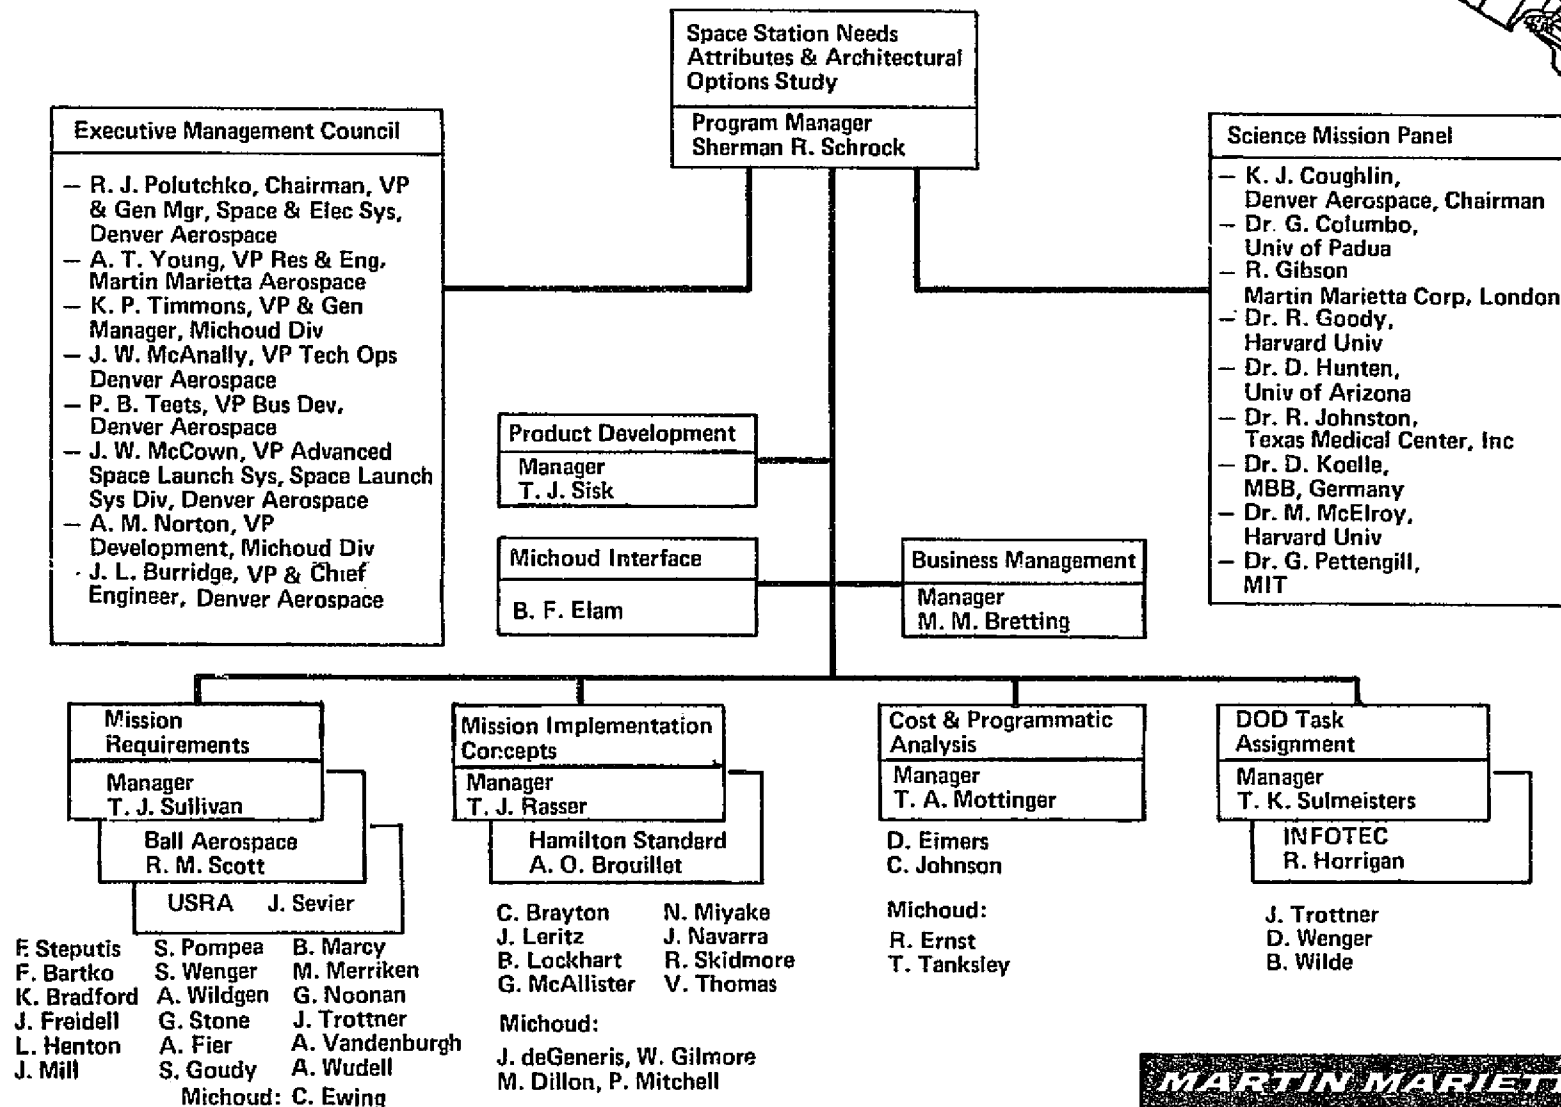 Space Station Needs
Attributes & Architectural
Options Study
Program Manager
Sherman R. Schrock
Executive Management Council
— R. J. Polutchko, Chairman, VP
& Gen Mgr, Space & Elec Sys,
Denver Aerospace
— A. T. Young, VP Res & Eng,
Martin Marietta Aerospace
— K. P. Timmons, VP & Gen
Manager, Michoud Div
— J. W. McAnally, VP Tech Ops
Denver Aerospace
— P. B. Teets, VP Bus Dev,
Denver Aerospace
— J. W. McCown, VP Advanced
Space Launch Sys, Space Launch
Sys Div, Denver Aerospace
— A. M. Norton, VP
Development, Michoud Div
- J. L. Burridge, VP & Chief
Engineer, Denver Aerospace
Science Mission Panel
— K. J. Coughlin,
Denver Aerospace, Chairman
— Dr. G. Columbo,
Univ of Padua
— R. Gibson
Martin Marietta Corp, London
— Dr. R. Goody,
Harvard Univ
— Dr. D. Hunten,
Univ of Arizona
— Dr. R. Johnston,
Texas Medical Center, Inc
— Dr. D. Koelle,
MBB, Germany
— Dr. M. McElroy,
Harvard Univ
— Dr. G. Pettengill,
MIT
Product Development
Manager
T. J. Sisk
Michoud Interface
B. F. Elam
Business Management
Manager
M. M. Bretting
Mission
Requirements
Manager
T. J. Sullivan
Ball Aerospace
R. M. Scott
USRA J. Sevier
F. Steputis S. Pompea B. Marcy
F. Bartko S. Wenger M. Merriken
K. Bradford A. Wildgen G. Noonan
J. Freidell G. Stone J. Trottner
L. Henton A. Fier A. Vandenburgh
J. Mill S. Goudy A. Wudell
Michoud: C. Ewing
Mission Implementation
Concepts
Manager
T. J. Rasser
Hamilton Standard
A. O. Brouillet
C. Brayton N. Miyake
J. Leritz J. Navarra
B. Lockhart R. Skidmore
G. McAllister V. Thomas
Michoud:
J. deGeneris, W. Gilmore
M. Dillon, P. Mitchell
Cost & Programmatic
Analysis
Manager
T. A. Mottinger
D. Eimers
C. Johnson
Michoud:
R. Ernst
T. Tanksley
DOD Task
Assignment
Manager
T. K. Sulmeisters
INFOTEC
R. Horrigan
J. Trottner
D. Wenger
B. Wilde
MARTIN MARIETT